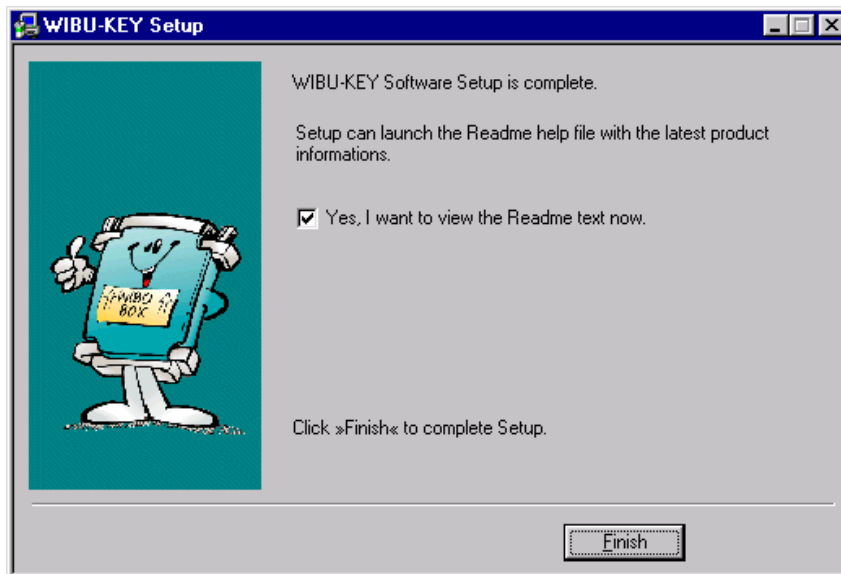 WIBU-KEY Setup
WIBU-KEY Software Setup is complete.
Setup can launch the Readme help file with the latest product
informations.
Yes, I want to view the Readme text now.
WIBU
BOX
Click »Finish« to complete Setup.
Finish